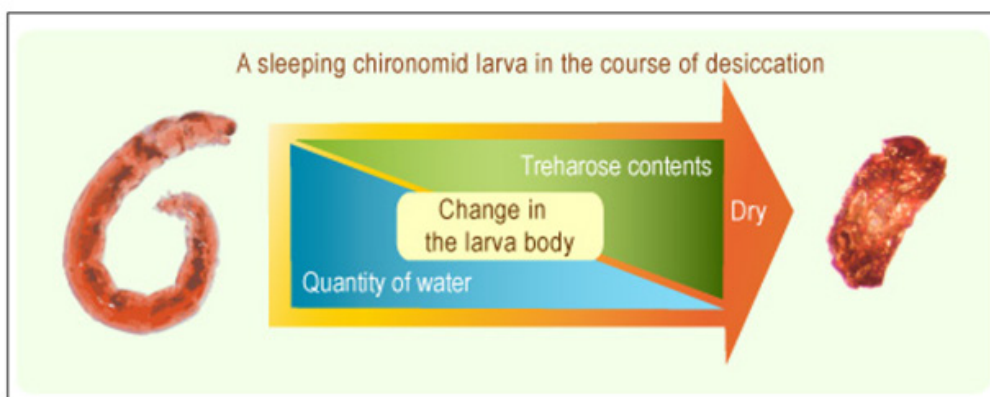 A sleeping chironomid larva in the course of desiccation
Treharose contents
Dry
Change in
the larva body
Quantity of water